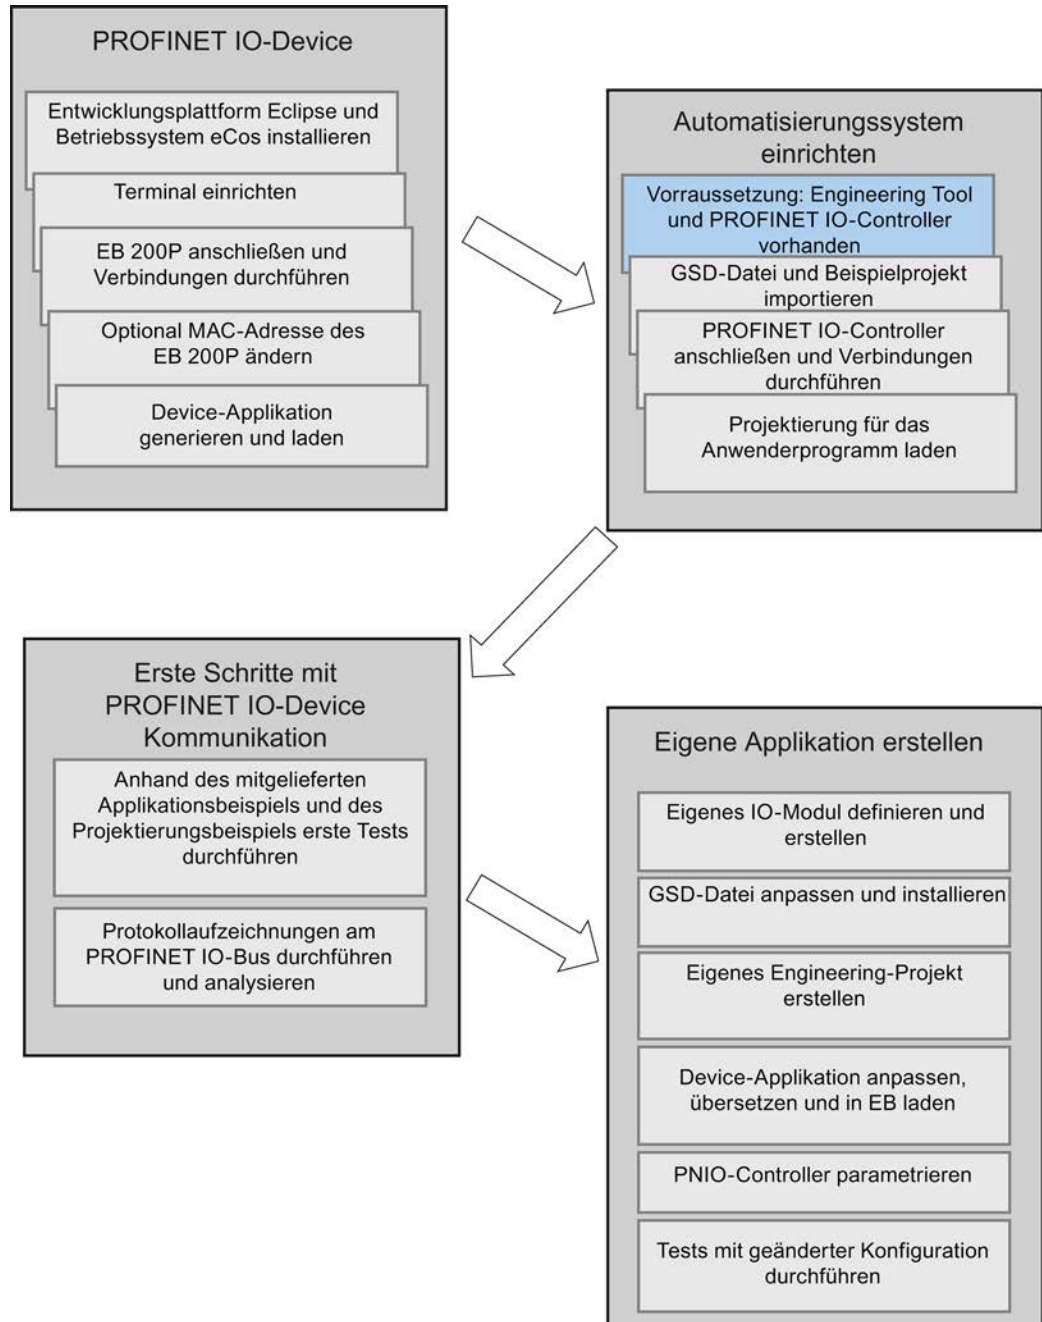 PROFINET IO-Device
Entwicklungsplattform Eclipse und
Betriebssystem eCos installieren
Terminal einrichten
EB 200P anschließen und
Verbindungen durchführen
Optional MAC-Adresse des
EB 200P ändern
Device-Applikation
generieren und laden
Automatisierungssystem
einrichten
Vorraussetzung: Engineering Tool
und PROFINET IO-Controller
vorhanden
GSD-Datei und Beispielprojekt
importieren
PROFINET IO-Controller
anschließen und Verbindungen
durchführen
Projektierung für das
Anwenderprogramm laden
Erste Schritte mit
PROFINET IO-Device
Kommunikation
Anhand des mitgelieferten
Applikationsbeispiels und des
Projektierungsbeispiels erste Tests
durchführen
Protokollaufzeichnungen am
PROFINET IO-Bus durchführen
und analysieren
Eigene Applikation erstellen
Eigenes IO-Modul definieren und
erstellen
GSD-Datei anpassen und installieren
Eigenes Engineering-Projekt
erstellen
Device-Applikation anpassen,
übersetzen und in EB laden
PNIO-Controller parametrieren
Tests mit geänderter Konfiguration
durchführen